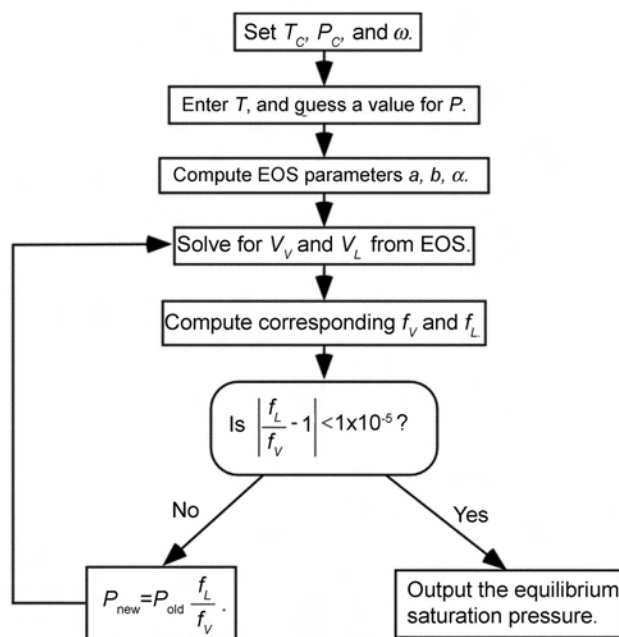 Set T_C, P_C, and ω.
Enter T, and guess a value for P.
Compute EOS parameters a, b, α.
Solve for V_V and V_L from EOS.
Compute corresponding f_V and f_L.
Is |f_L/f_V - 1| <1x10^-5 ?
No
Yes
P_new=P_old f_L/f_V .
Output the equilibrium
saturation pressure.